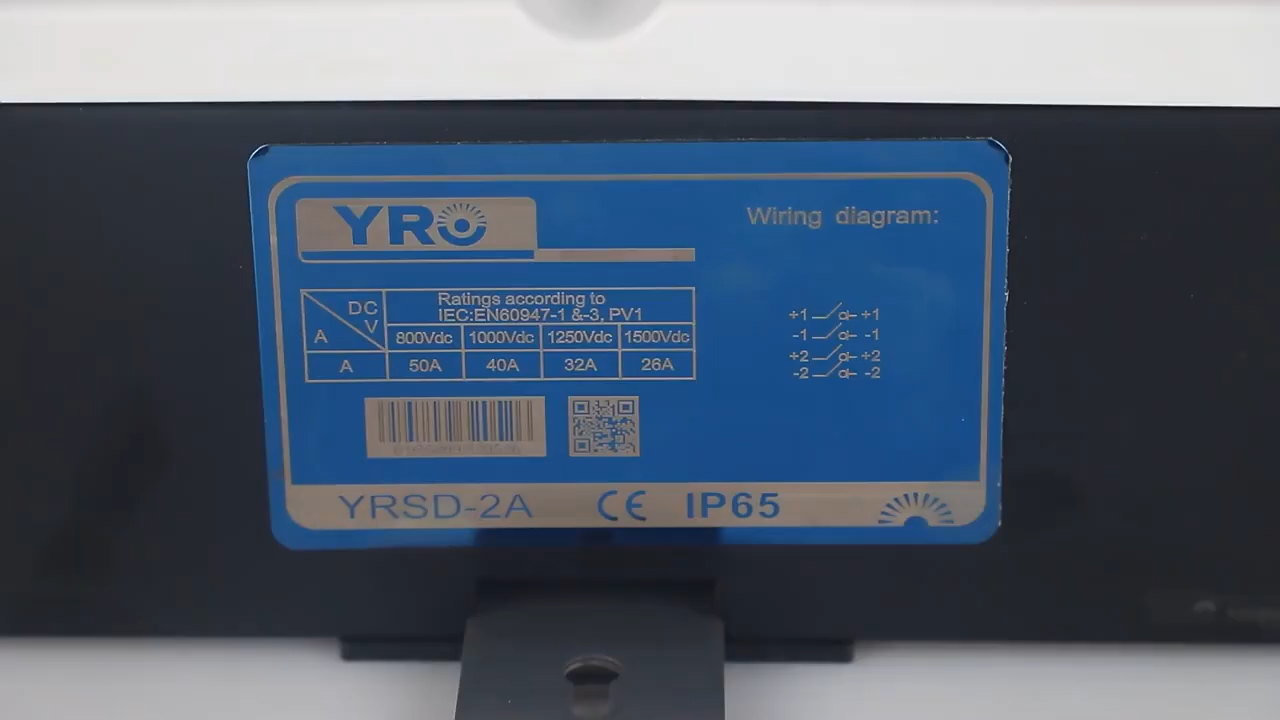 YRO
Wiring diagram:
DC
V
A
Ratings according to
IEC:EN60947-1 &-3, PV1
800Vdc 1000Vdc 1250Vdc 1500Vdc
A 50A 40A 32A 26A
+1 +1
-1 -1
+2 +2
-2 -2
YRSD-2A CE IP65